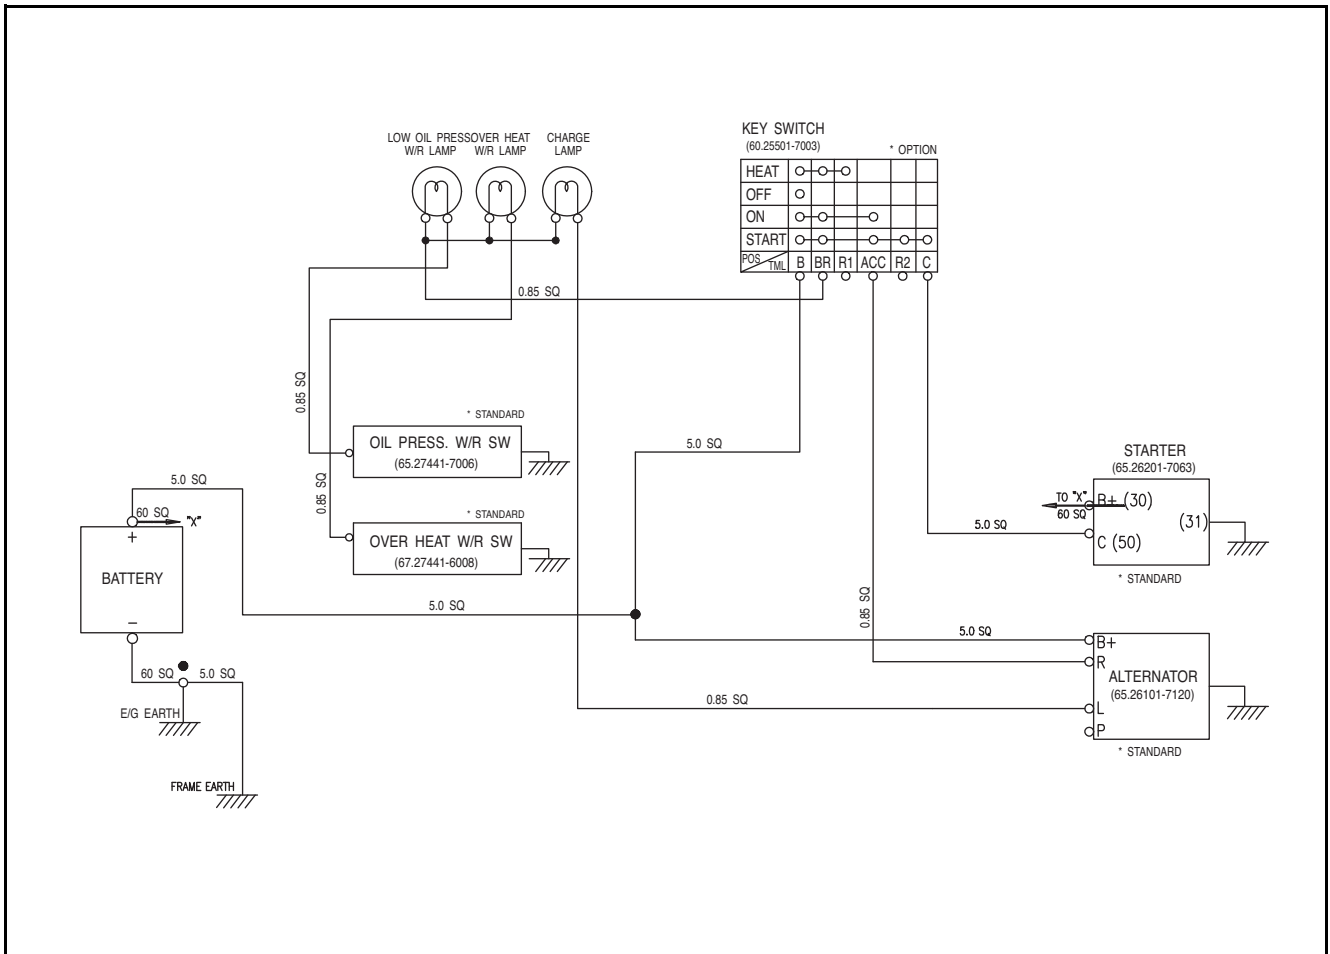 LOW OIL PRESS
W/R LAMP
OVER HEAT
W/R LAMP
CHARGE
LAMP
KEY SWITCH
(60.25501-7003)
* OPTION
HEAT
OFF
ON
START
POS TML B BR R1 ACC R2 C
0.85 SQ
0.85 SQ
* STANDARD
OIL PRESS. W/R SW
(65.27441-7006)
5.0 SQ
STARTER
(65.26201-7063)
TO "X"
60 SQ
B+ (30)
(31)
C (50)
5.0 SQ
* STANDARD
5.0 SQ
60 SQ
"X"
+
BATTERY
−
0.85 SQ
* STANDARD
OVER HEAT W/R SW
(67.27441-6008)
5.0 SQ
0.85 SQ
5.0 SQ
B+
R
ALTERNATOR
(65.26101-7120)
L
P
* STANDARD
0.85 SQ
60 SQ
5.0 SQ
E/G EARTH
FRAME EARTH